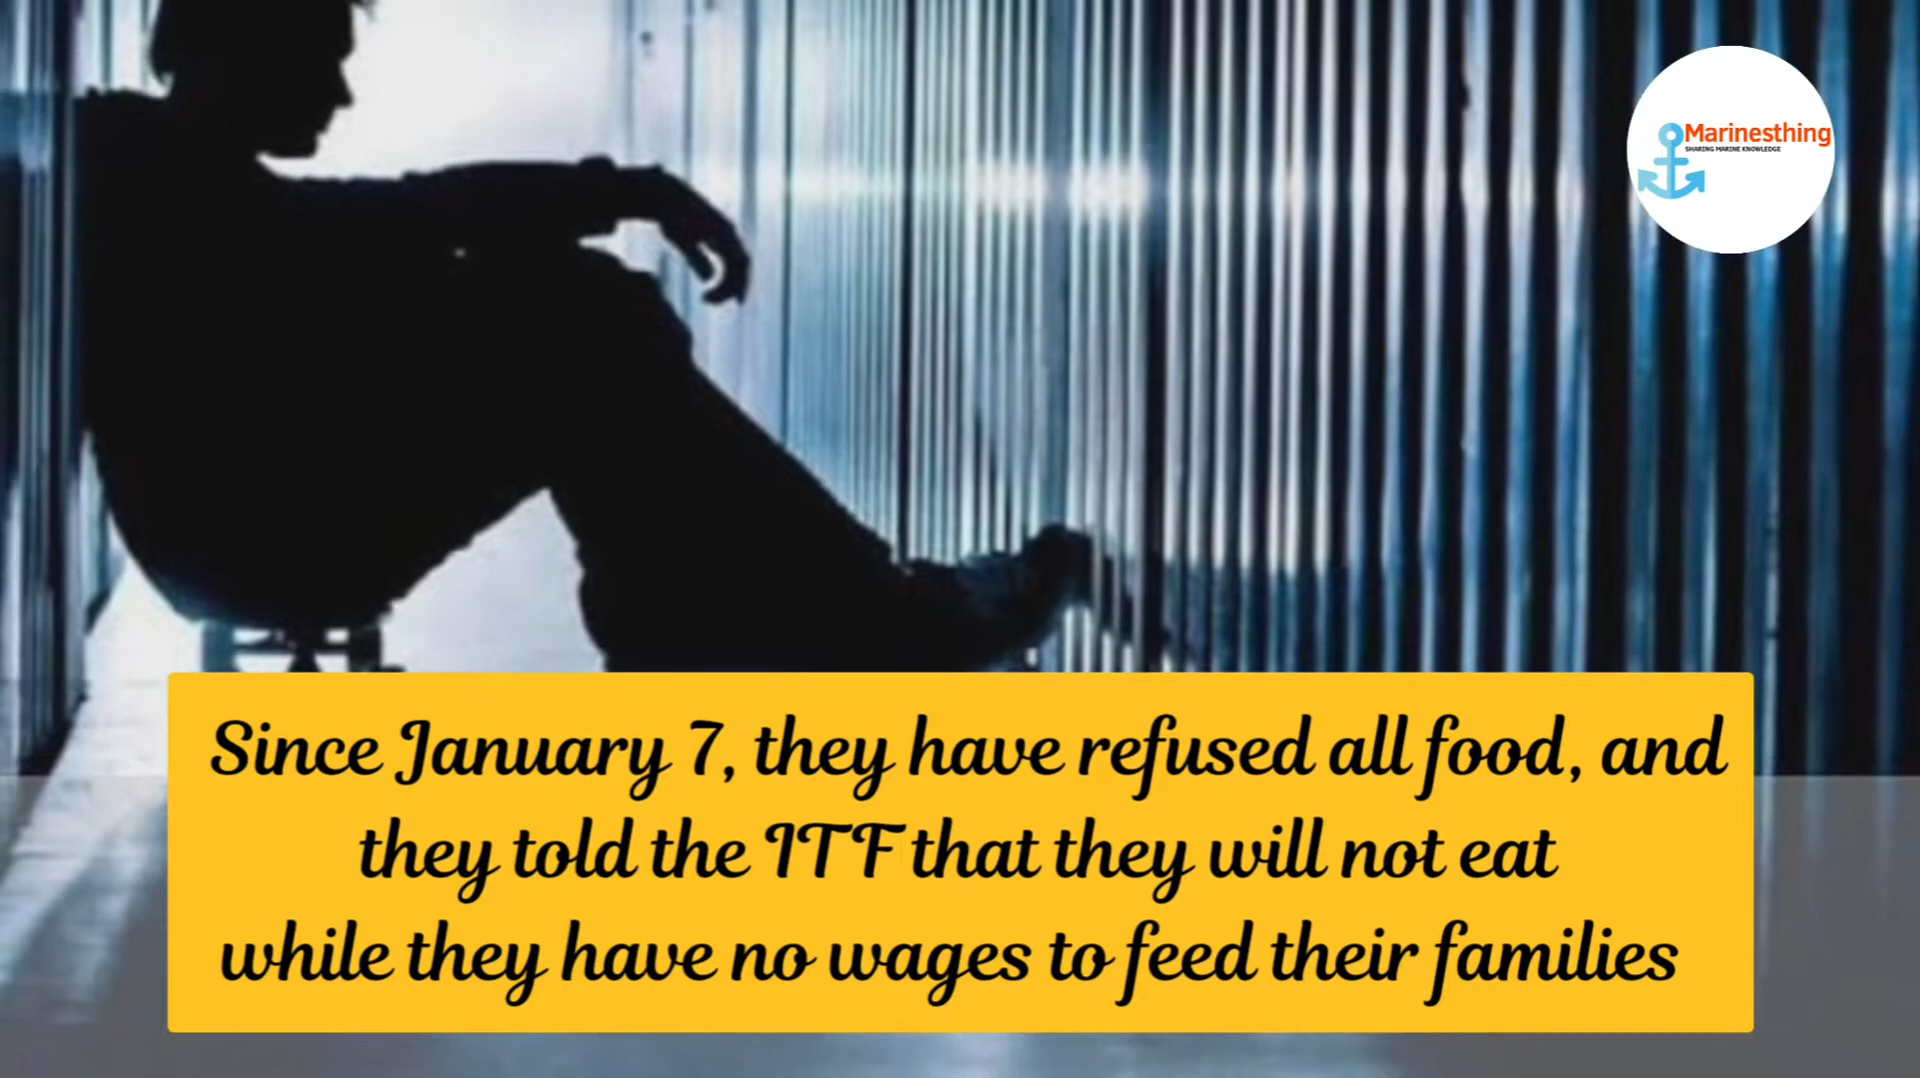 Marinesthing
SHARING MARINE KNOWLEDGE
Since January 7, they have refused all food, and
they told the ITF that they will not eat
while they have no wages to feed their families